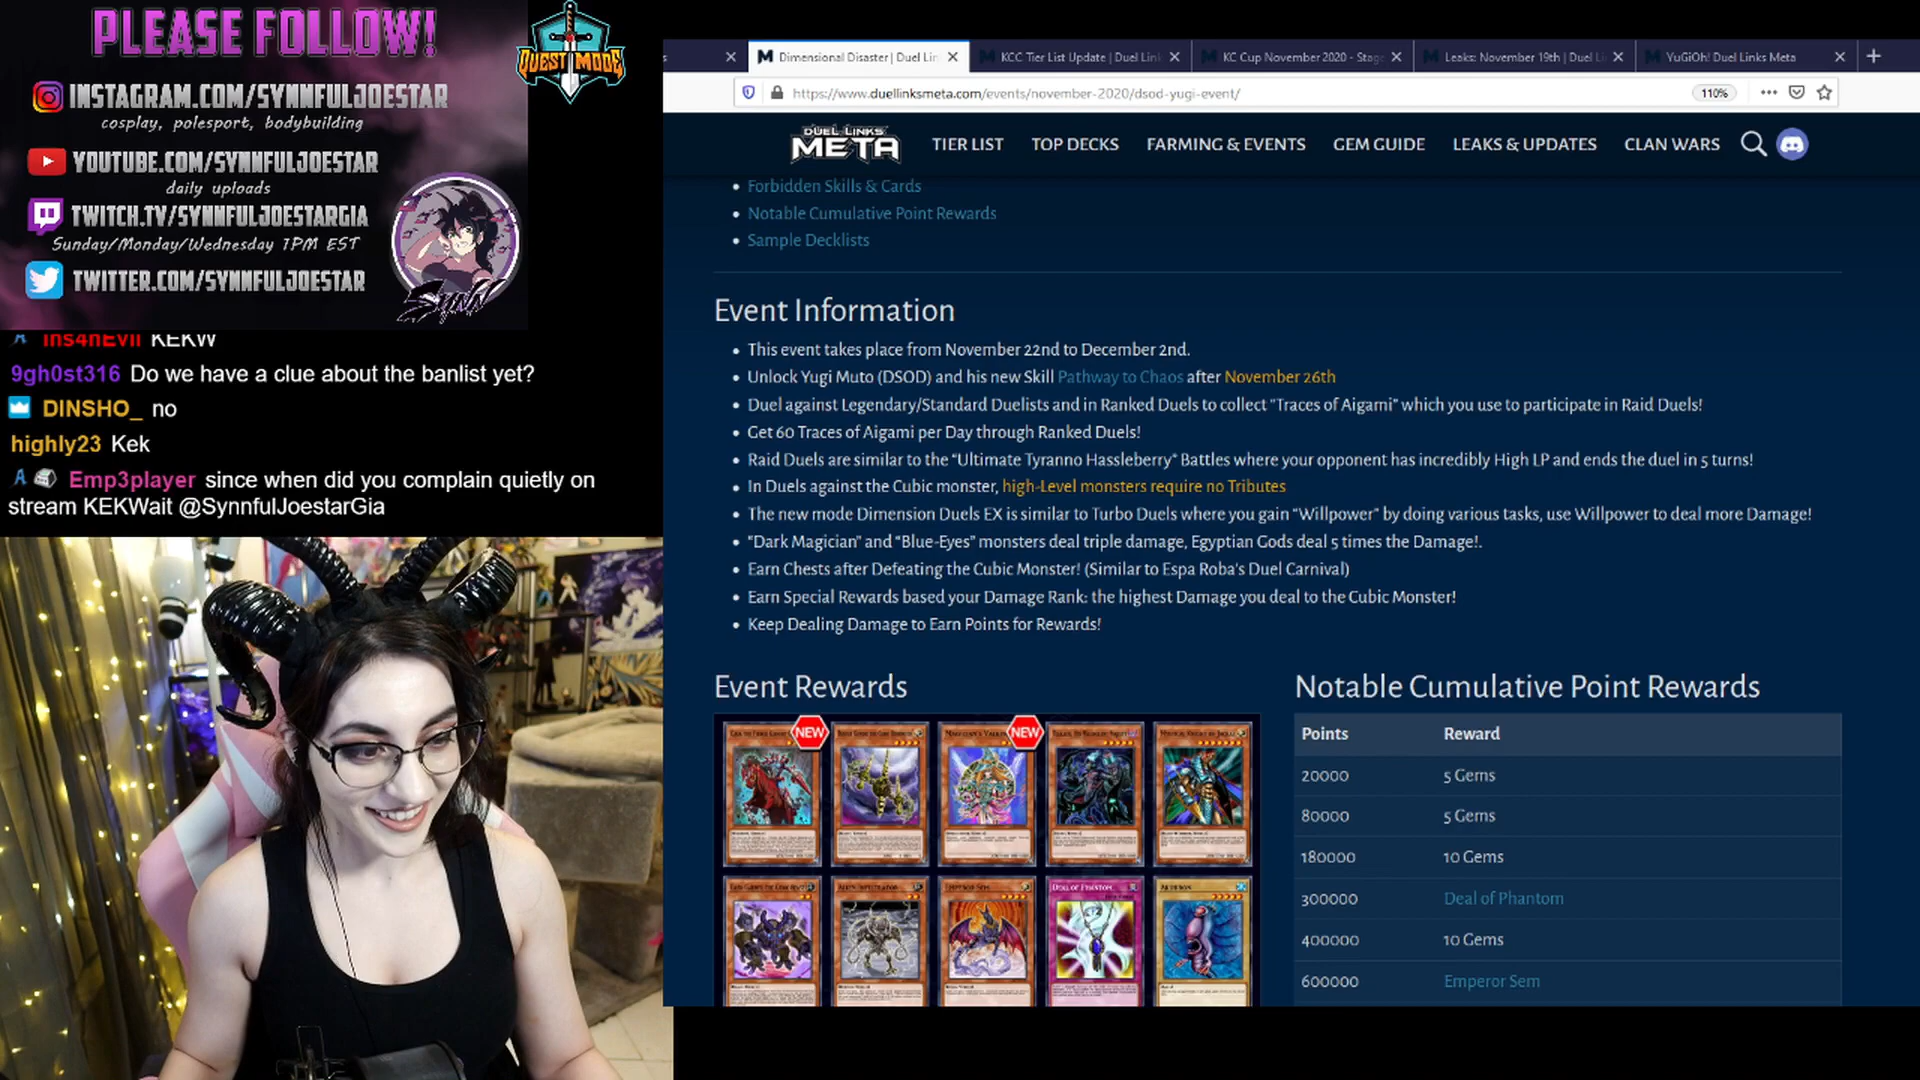 PLEASE FOLLOW!
QUEST MODE
INSTAGRAM.COM/SYNNFULJOESTAR
cosplay, polesport, bodybuilding
YOUTUBE.COM/SYNNFULJOESTAR
daily uploads
TWITCH.TV/SYNNFULJOESTARGIA
Sunday/Monday/Wednesday 7PM EST
TWITTER.COM/SYNNFULJOESTAR
SYNN
Ins4nEvil KEKW
9gh0st316 Do we have a clue about the banlist yet?
DINSHO_ no
highly23 Kek
Emp3player since when did you complain quietly on
stream KEKWait @SynnfulJoestarGia
Dimensional Disaster | Duel Lin
KCC Tier List Update | Duel Lin
KC Cup November 2020 - Stage
Leaks: November 19th | Duel Li
YuGiOh! Duel Links Meta
https://www.duellinksmeta.com/events/november-2020/dsod-yugi-event/
110%
DUEL LINKS
META
TIER LIST
TOP DECKS
FARMING & EVENTS
GEM GUIDE
LEAKS & UPDATES
CLAN WARS
• Forbidden Skills & Cards
• Notable Cumulative Point Rewards
• Sample Decklists
Event Information
• This event takes place from November 22nd to December 2nd.
• Unlock Yugi Muto (DSOD) and his new Skill Pathway to Chaos after November 26th
• Duel against Legendary/Standard Duelists and in Ranked Duels to collect “Traces of Aigami” which you use to participate in Raid Duels!
• Get 60 Traces of Aigami per Day through Ranked Duels!
• Raid Duels are similar to the “Ultimate Tyranno Hassleberry” Battles where your opponent has incredibly High LP and ends the duel in 5 turns!
• In Duels against the Cubic monster, high-Level monsters require no Tributes
• The new mode Dimension Duels EX is similar to Turbo Duels where you gain “Willpower” by doing various tasks, use Willpower to deal more Damage!
• “Dark Magician” and “Blue-Eyes” monsters deal triple damage, Egyptian Gods deal 5 times the Damage!.
• Earn Chests after Defeating the Cubic Monster! (Similar to Espa Roba's Duel Carnival)
• Earn Special Rewards based your Damage Rank: the highest Damage you deal to the Cubic Monster!
• Keep Dealing Damage to Earn Points for Rewards!
Event Rewards
NEW
NEW
Alien Infiltrator
Emperor Sem
Deal of Phantom
Notable Cumulative Point Rewards
Points Reward
20000 5 Gems
80000 5 Gems
180000 10 Gems
300000 Deal of Phantom
400000 10 Gems
600000 Emperor Sem